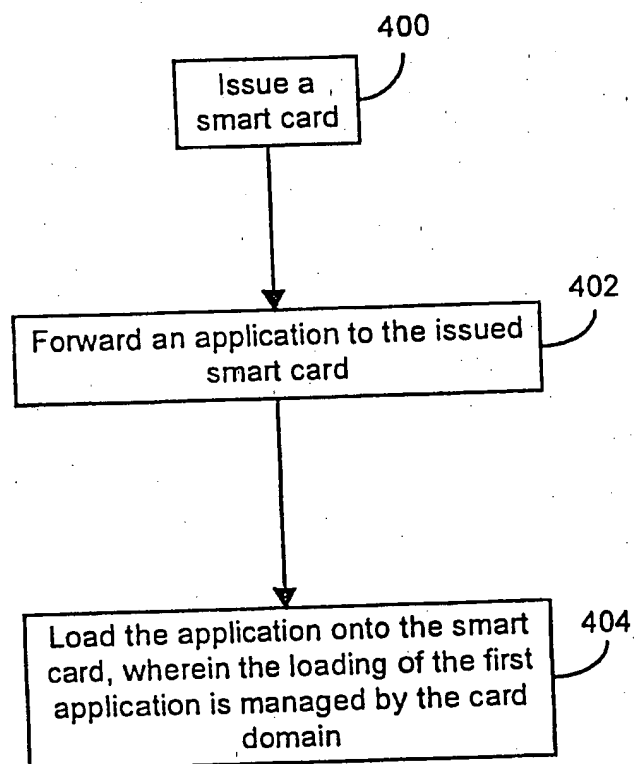 400
Issue a
smart card
402
Forward an application to the issued
smart card
404
Load the application onto the smart
card, wherein the loading of the first
application is managed by the card
domain